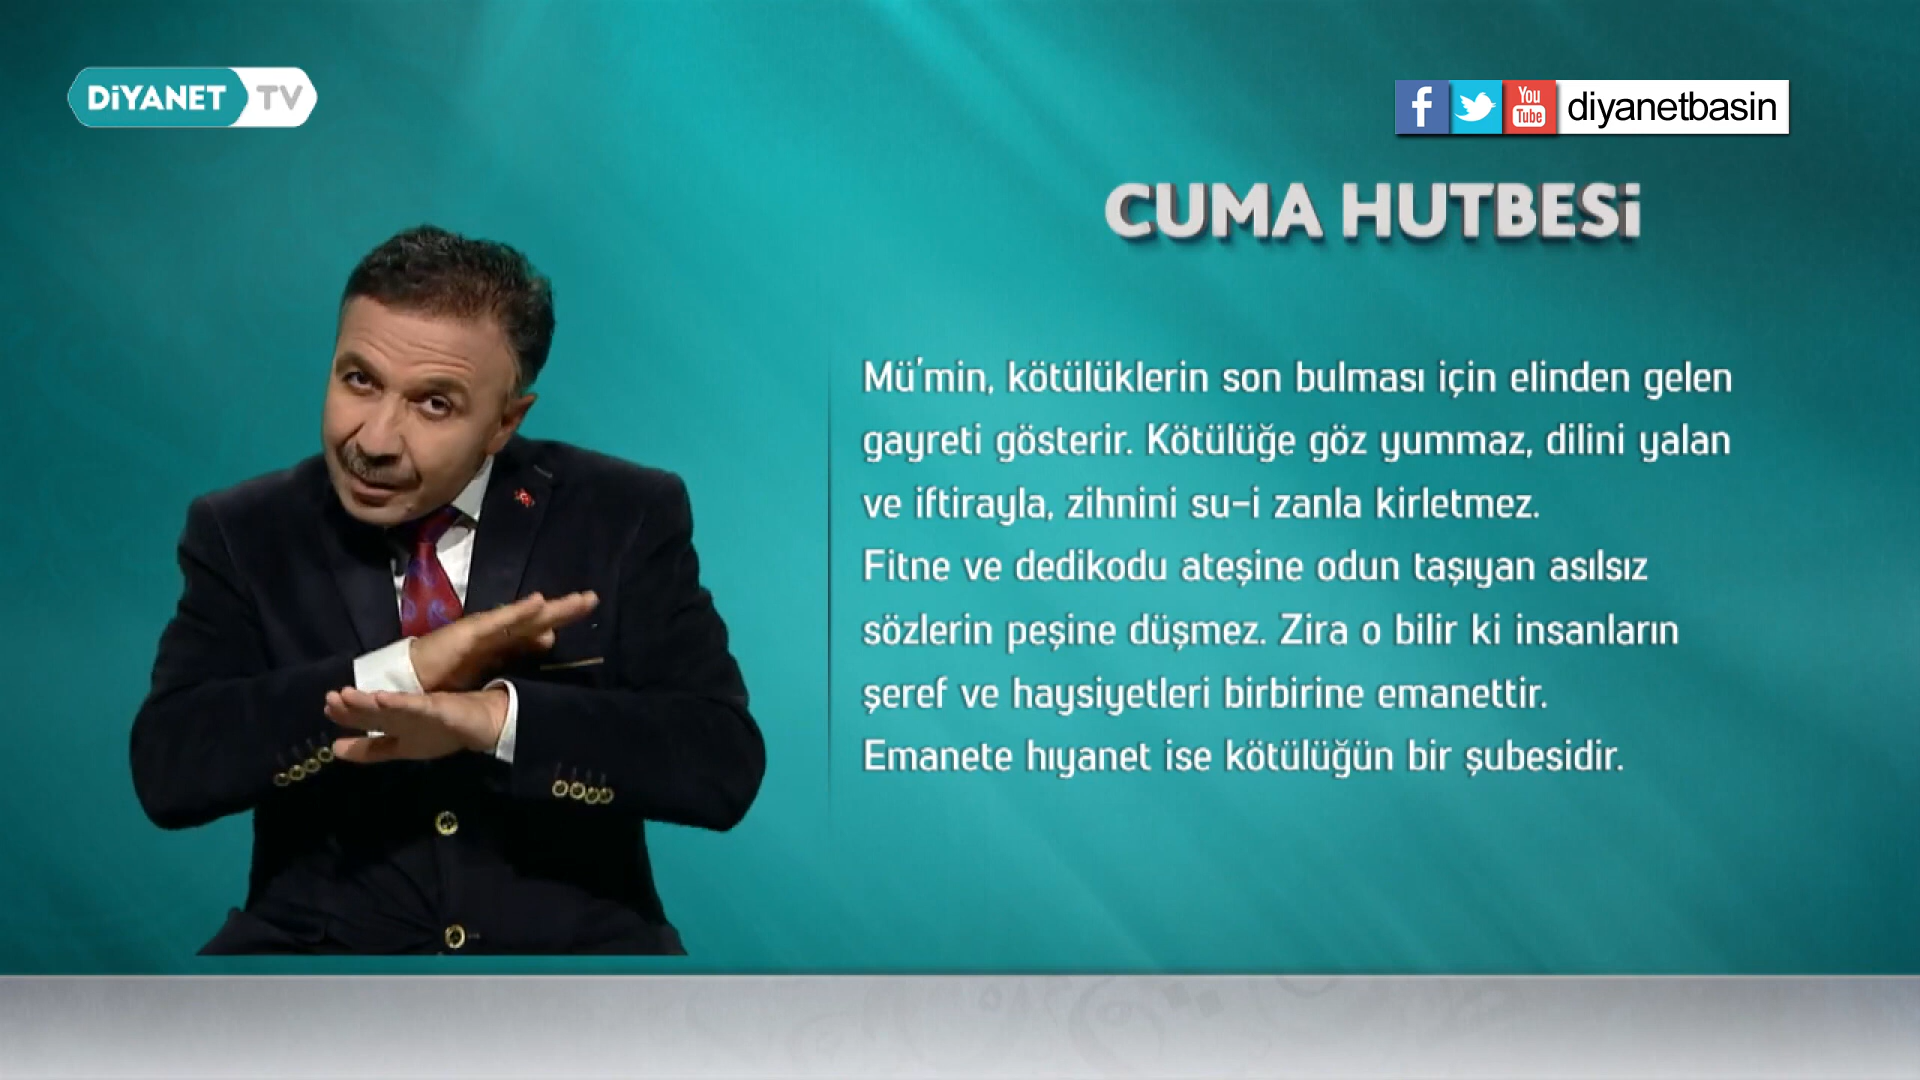 DiYANET TV
f You Tube diyanetbasin
CUMA HUTBESi
Mü'min, kötülüklerin son bulması için elinden gelen
gayreti gösterir. Kötülüğe göz yummaz, dilini yalan
ve iftirayla, zihnini su-i zanla kirletmez.
Fitne ve dedikodu ateşine odun taşıyan asılsız
sözlerin peşine düşmez. Zira o bilir ki insanların
şeref ve haysiyetleri birbirine emanettir.
Emanete hıyanet ise kötülüğün bir şubesidir.